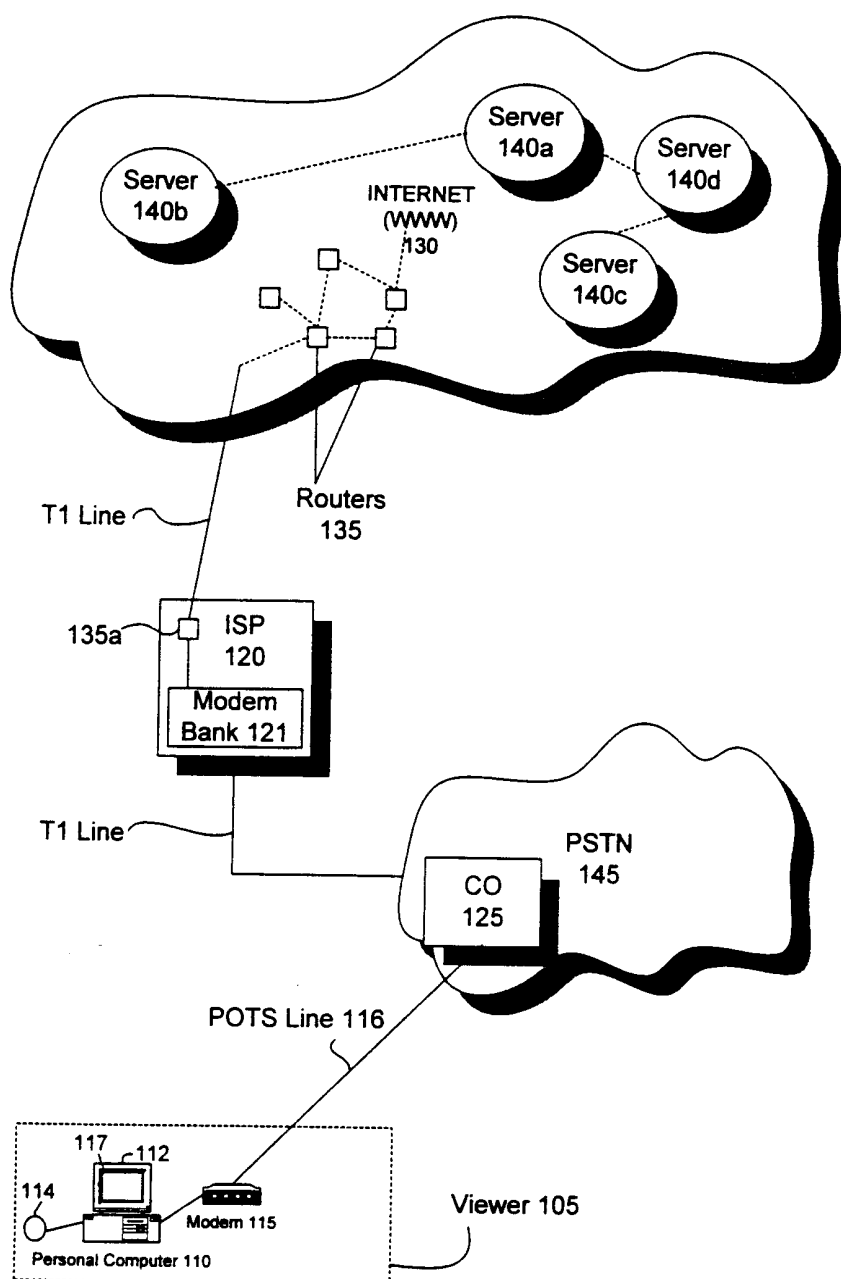 Server
140a
Server
140d
Server
140b
INTERNET
(WWW)
130
Server
140c
Routers
135
T1 Line
135a
ISP
120
Modem
Bank 121
T1 Line
PSTN
145
CO
125
POTS Line 116
117
112
114
Modem 115
Personal Computer 110
Viewer 105